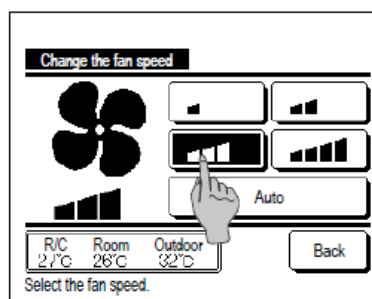 Change the fan speed
Auto
R/C Room Outdoor
27°C 26°C 32°C
Back
Select the fan speed.